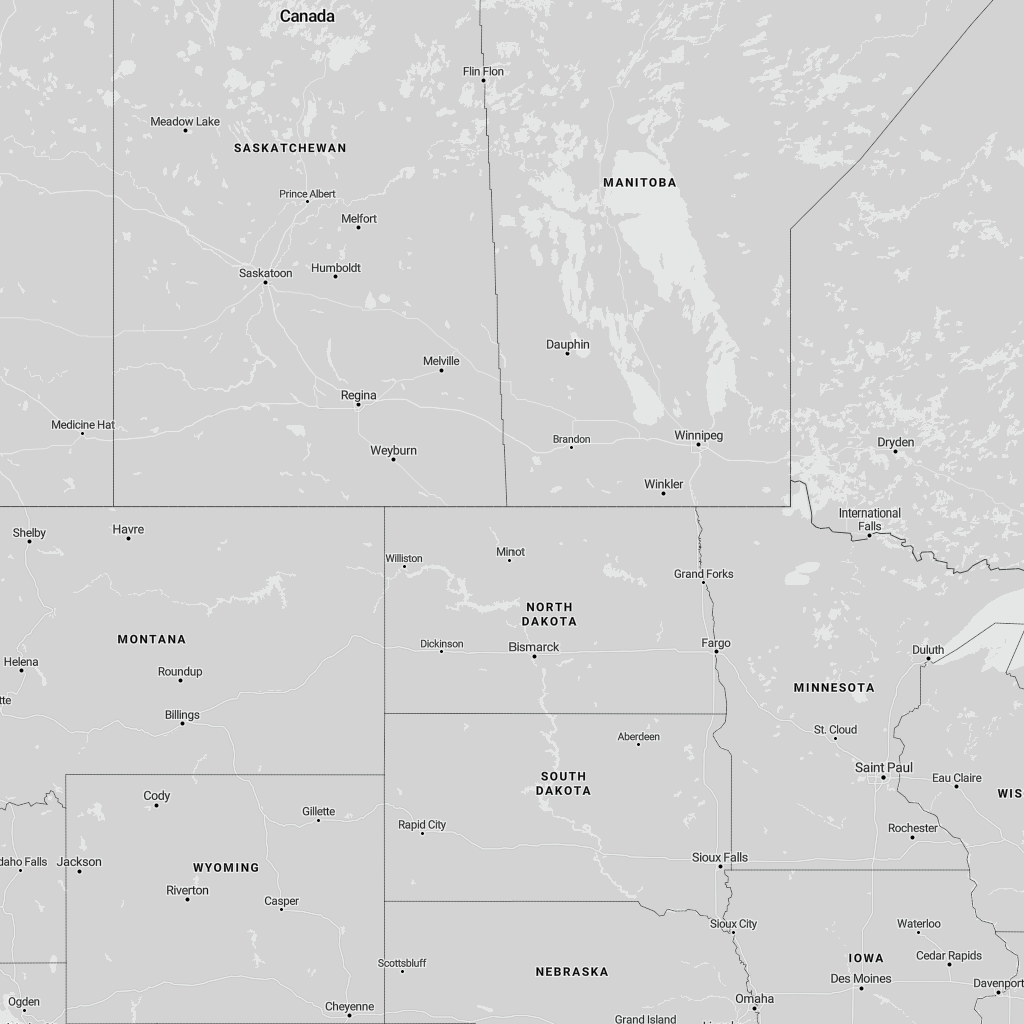 Canada
Flin Flon
Meadow Lake
SASKATCHEWAN
MANITOBA
Prince Albert
Melfort
Saskatoon
Humboldt
Dauphin
Melville
Regina
Medicine Hat
Brandon
Winnipeg
Dryden
Weyburn
Winkler
International
Falls
Shelby
Havre
Williston
Minot
Grand Forks
NORTH
DAKOTA
MONTANA
Dickinson
Bismarck
Fargo
Duluth
Helena
Roundup
MINNESOTA
tte
Billings
St. Cloud
Aberdeen
Saint Paul
SOUTH
DAKOTA
Eau Claire
WIS
Cody
Gillette
Rapid City
Rochester
daho Falls
Jackson
WYOMING
Sioux Falls
Riverton
Casper
Sioux City
Waterloo
Scottsbluff
NEBRASKA
IOWA
Cedar Rapids
Des Moines
Davenport
Ogden
Cheyenne
Omaha
Grand Island